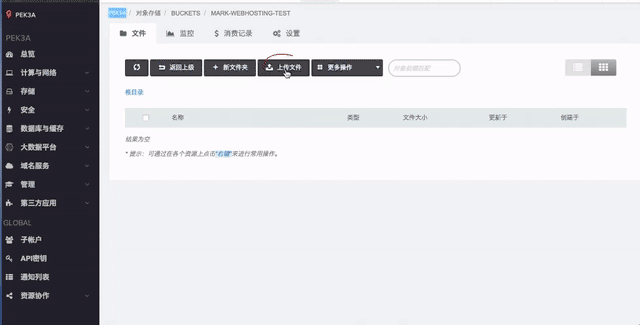 PEK3A
PEK3A / 对象存储 / BUCKETS / MARK-WEBHOSTING-TEST
文件 监控 $ 消费记录 设置
PEK3A
总览
计算与网络
存储
安全
数据库与缓存
大数据平台
域名服务
管理
第三方应用
GLOBAL
子帐户
API密钥
通知列表
资源协作
返回上级 + 新文件夹 上传文件 更多操作
根目录
名称 类型 文件大小 更新于 创建于
结果为空
* 提示：可通过在各个资源上点击"右键"来进行常用操作。